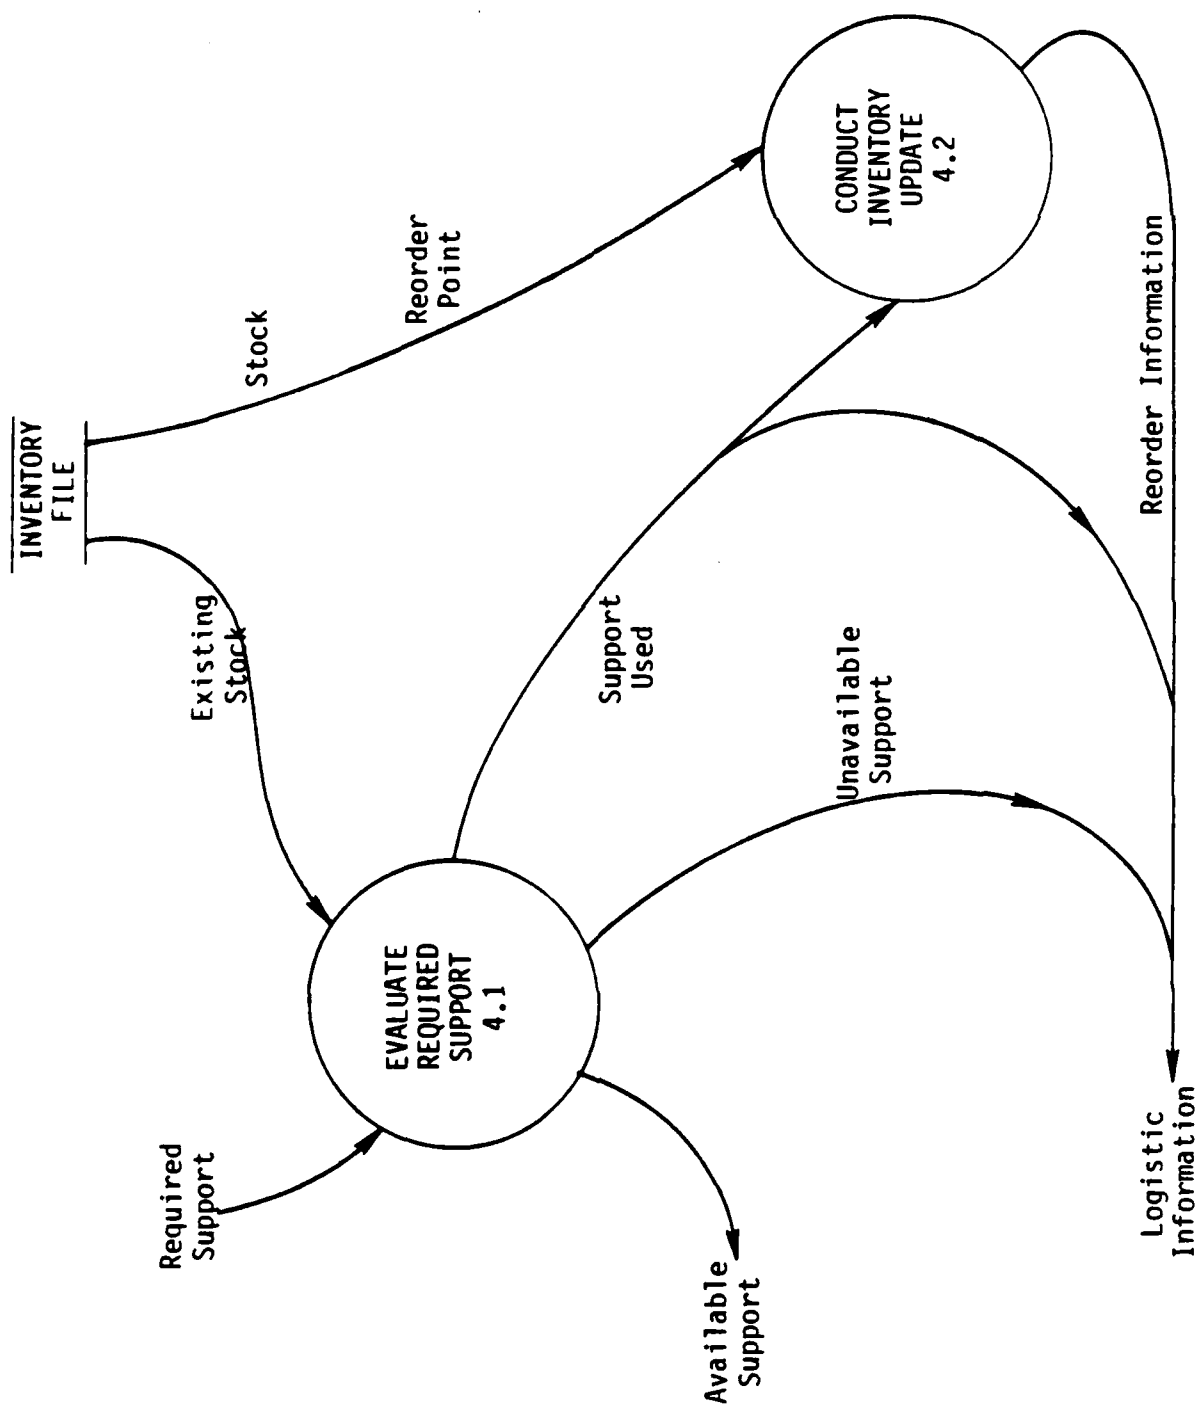 INVENTORY
FILE
Existing
Stock
Stock
Reorder
Point
Required
Support
EVALUATE
REQUIRED
SUPPORT
4.1
Support
Used
CONDUCT
INVENTORY
UPDATE
4.2
Available
Support
Unavailable
Support
Logistic
Information
Reorder Information